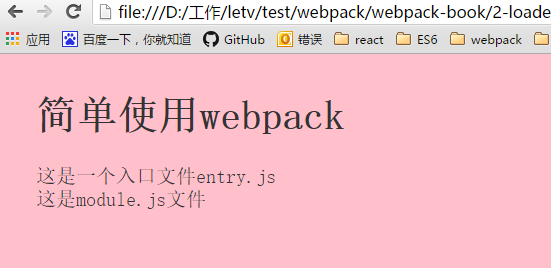 file:///D:/工作/letv/test/webpack/webpack-book/2-loade
应用 百度一下，你就知道 GitHub 错误 react ES6 webpack
简单使用webpack
这是一个入口文件entry.js
这是module.js文件